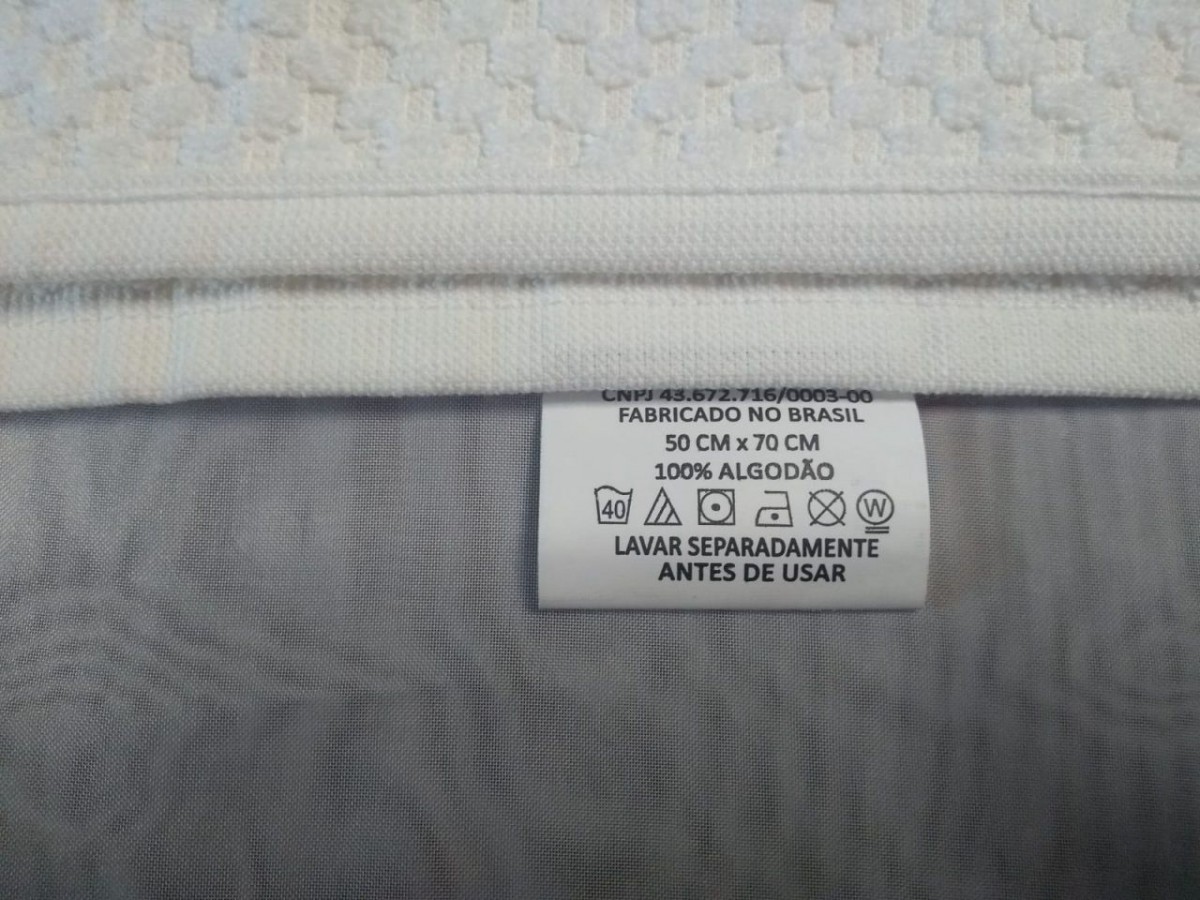 CNPJ 43.672.716/0003-00
FABRICADO NO BRASIL
50 CM x 70 CM
100% ALGODÃO
40 W
LAVAR SEPARADAMENTE
ANTES DE USAR